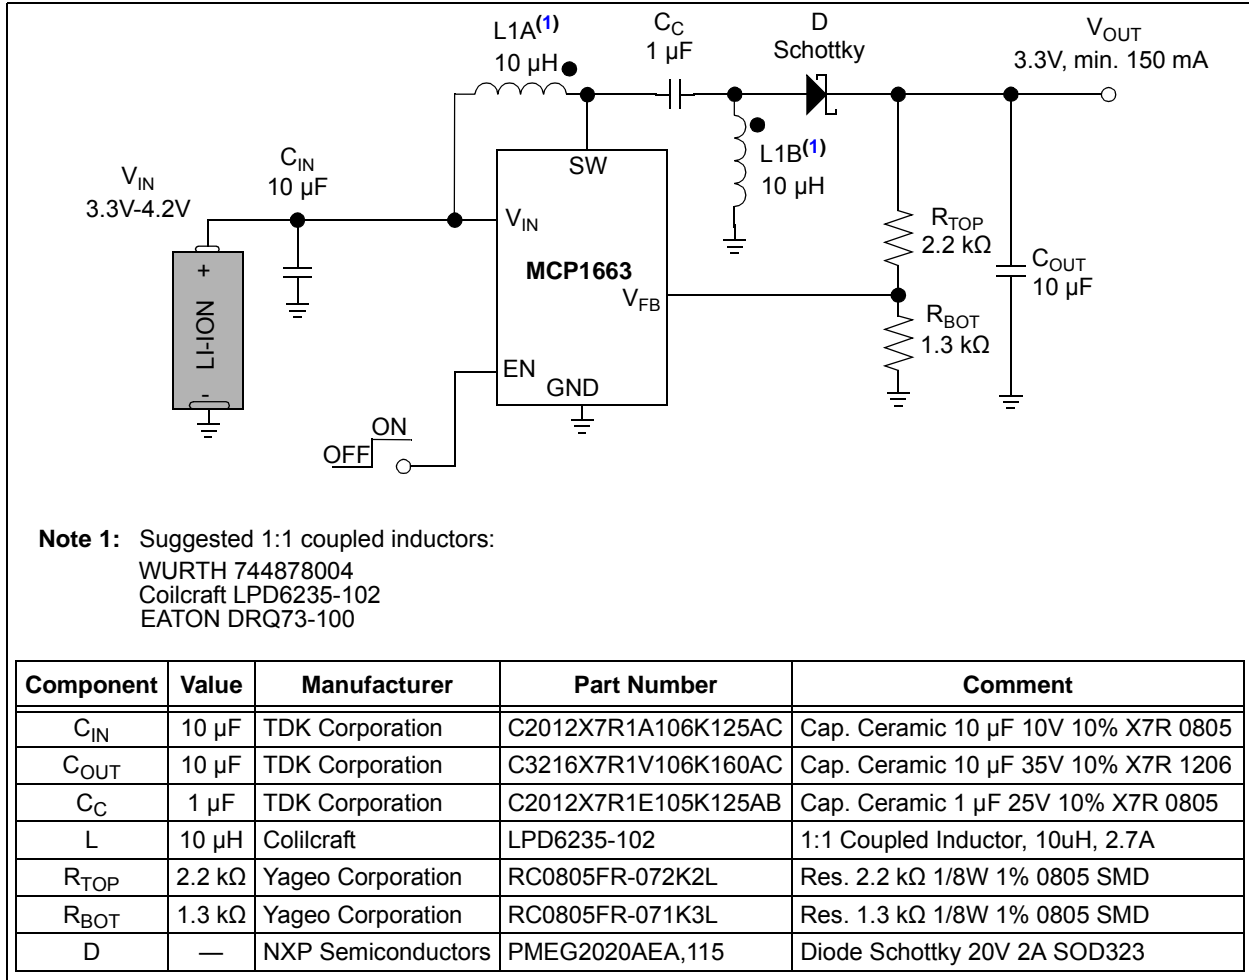 L1A(1)
10 µH
CC
1 µF
D
Schottky
VOUT
3.3V, min. 150 mA
L1B(1)
10 µH
SW
CIN
10 µF
VIN
3.3V-4.2V
VIN
MCP1663
VFB
RTOP
2.2 kΩ
COUT
10 µF
RBOT
1.3 kΩ
+
LI-ION
-
EN
GND
ON
OFF
Note 1: Suggested 1:1 coupled inductors:
WURTH 744878004
Coilcraft LPD6235-102
EATON DRQ73-100
Component Value Manufacturer Part Number Comment
CIN 10 µF TDK Corporation C2012X7R1A106K125AC Cap. Ceramic 10 µF 10V 10% X7R 0805
COUT 10 µF TDK Corporation C3216X7R1V106K160AC Cap. Ceramic 10 µF 35V 10% X7R 1206
CC 1 µF TDK Corporation C2012X7R1E105K125AB Cap. Ceramic 1 µF 25V 10% X7R 0805
L 10 µH Colilcraft LPD6235-102 1:1 Coupled Inductor, 10uH, 2.7A
RTOP 2.2 kΩ Yageo Corporation RC0805FR-072K2L Res. 2.2 kΩ 1/8W 1% 0805 SMD
RBOT 1.3 kΩ Yageo Corporation RC0805FR-071K3L Res. 1.3 kΩ 1/8W 1% 0805 SMD
D — NXP Semiconductors PMEG2020AEA,115 Diode Schottky 20V 2A SOD323